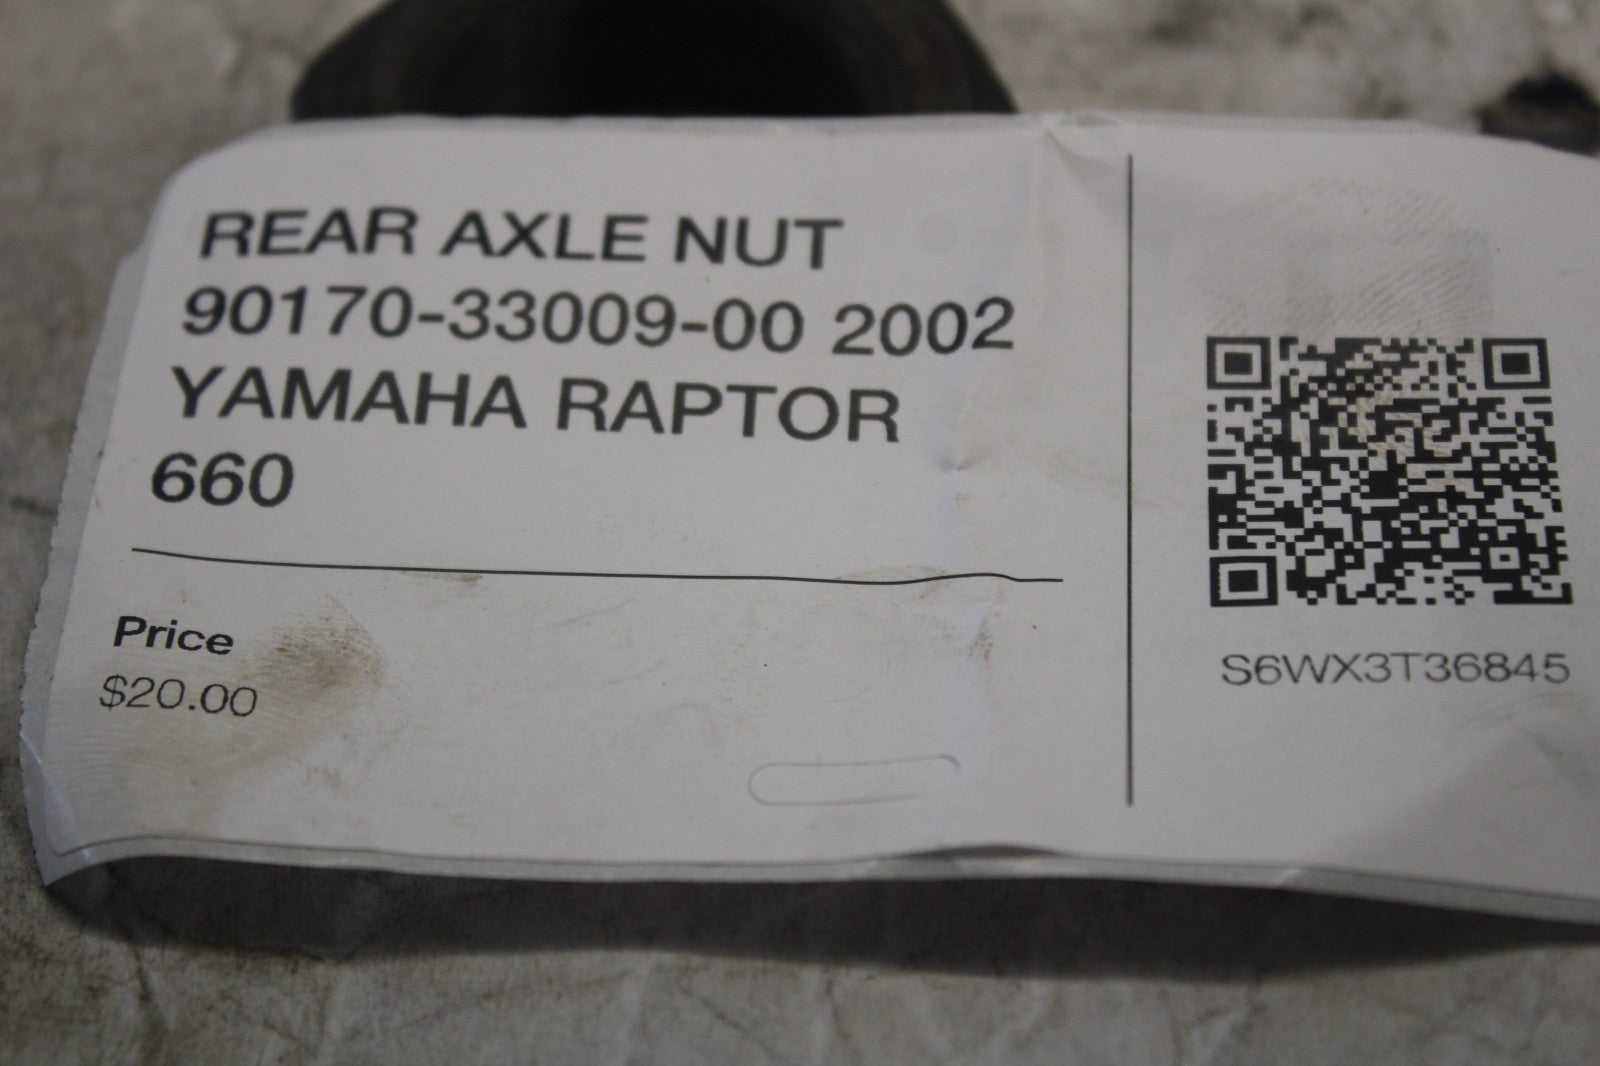 REAR AXLE NUT
90170-33009-00 2002
YAMAHA RAPTOR
660
Price
$20.00
S6WX3T36845